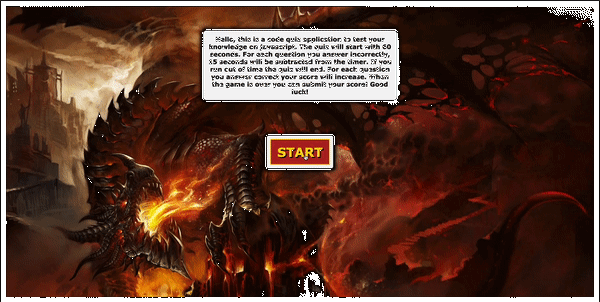 Hello, this is a code quiz application to test your
knowledge on javascript. The quiz will start with 60
seconds. For each question you answer incorrectly,
15 seconds will be subtracted from the timer. If you
run out of time the quiz will end. For each question
you answer correct your score will increase. When
the game is over you can submit your score! Good
luck!
START